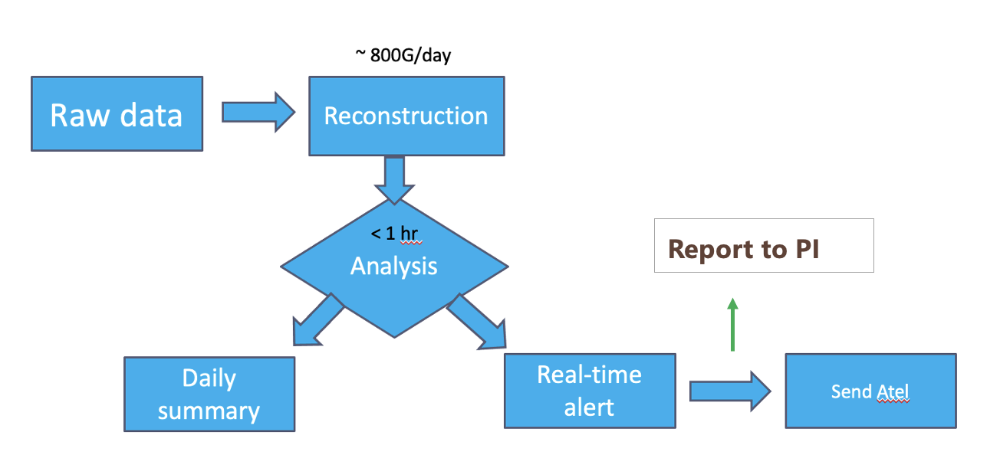 ~ 800G/day
Raw data
Reconstruction
< 1 hr
Analysis
Report to PI
Daily
summary
Real-time
alert
Send Atel